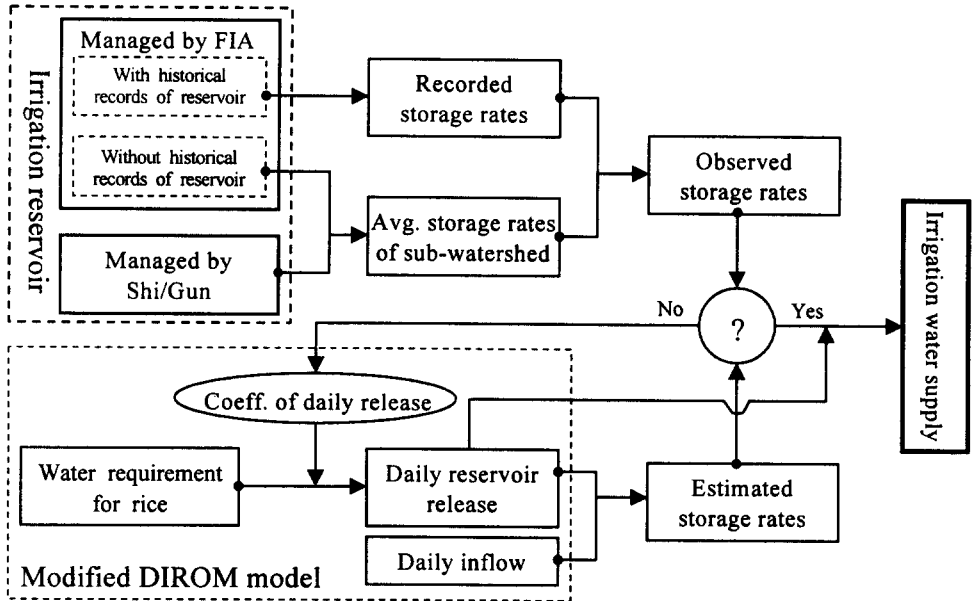 Irrigation reservoir
Managed by FIA
With historical
records of reservoir
Without historical
records of reservoir
Managed by
Shi/Gun
Recorded
storage rates
Avg. storage rates
of sub-watershed
Observed
storage rates
Irrigation water supply
No
?
Yes
Coeff. of daily release
Water requirement
for rice
Daily reservoir
release
Daily inflow
Estimated
storage rates
Modified DIROM model